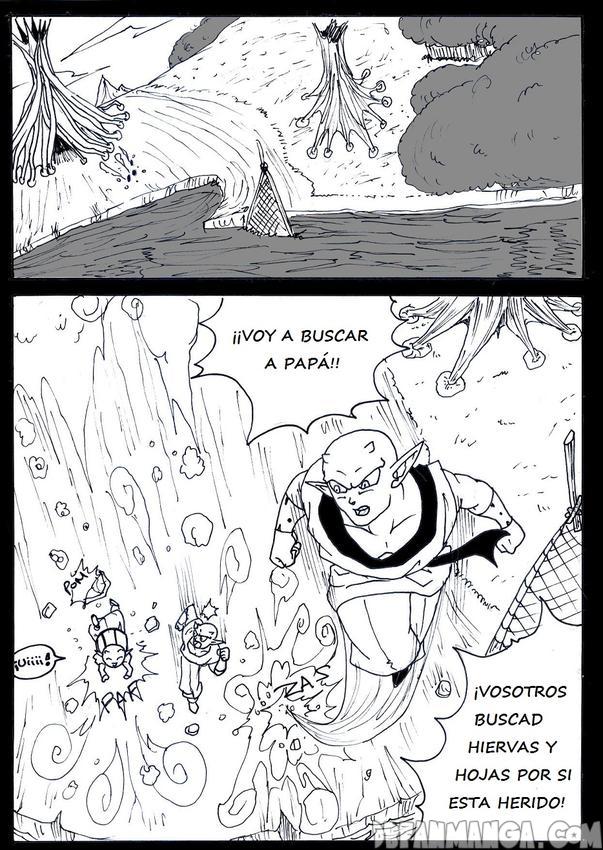 ¡¡VOY A BUSCAR
A PAPÁ!!
POM
¡Uiiii!
PAF
ZAS
¡VOSOTROS
BUSCAD
HIERVAS Y
HOJAS POR SI
ESTA HERIDO!
DBFANMANGA.COM